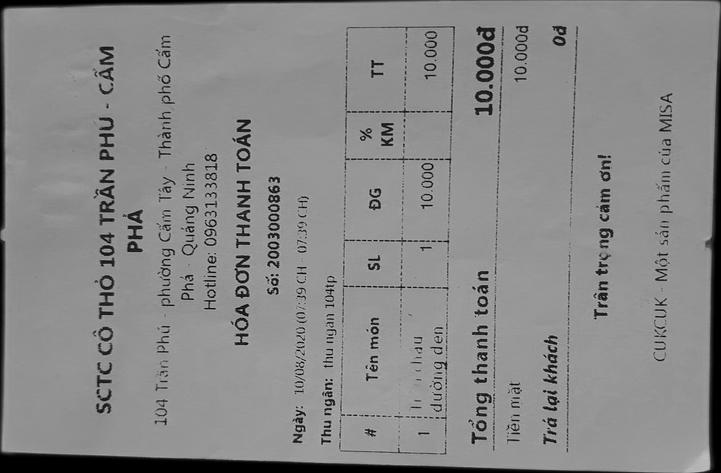 SCTC CÔ THỎ 104 TRẦN PHÚ - CẨM
PHẢ
104 Trần Phú - phường Cẩm Tây - Thành phố Cẩm
Phả - Quảng Ninh
Hotline: 0963133818
HÓA ĐƠN THANH TOÁN
Số: 2003000863
Ngày: 10/08/2020 (07:39 CH - 07:39 CH)
Thu ngân: thu ngan 104tp
# Tên món SL ĐG % KM TT
1 châu 1 10.000 10.000
đường đen
Tổng thanh toán 10.000đ
Tiền mặt 10.000đ
Trả lại khách 0đ
Trân trọng cảm ơn!
CUKCUK - Một sản phẩm của MISA